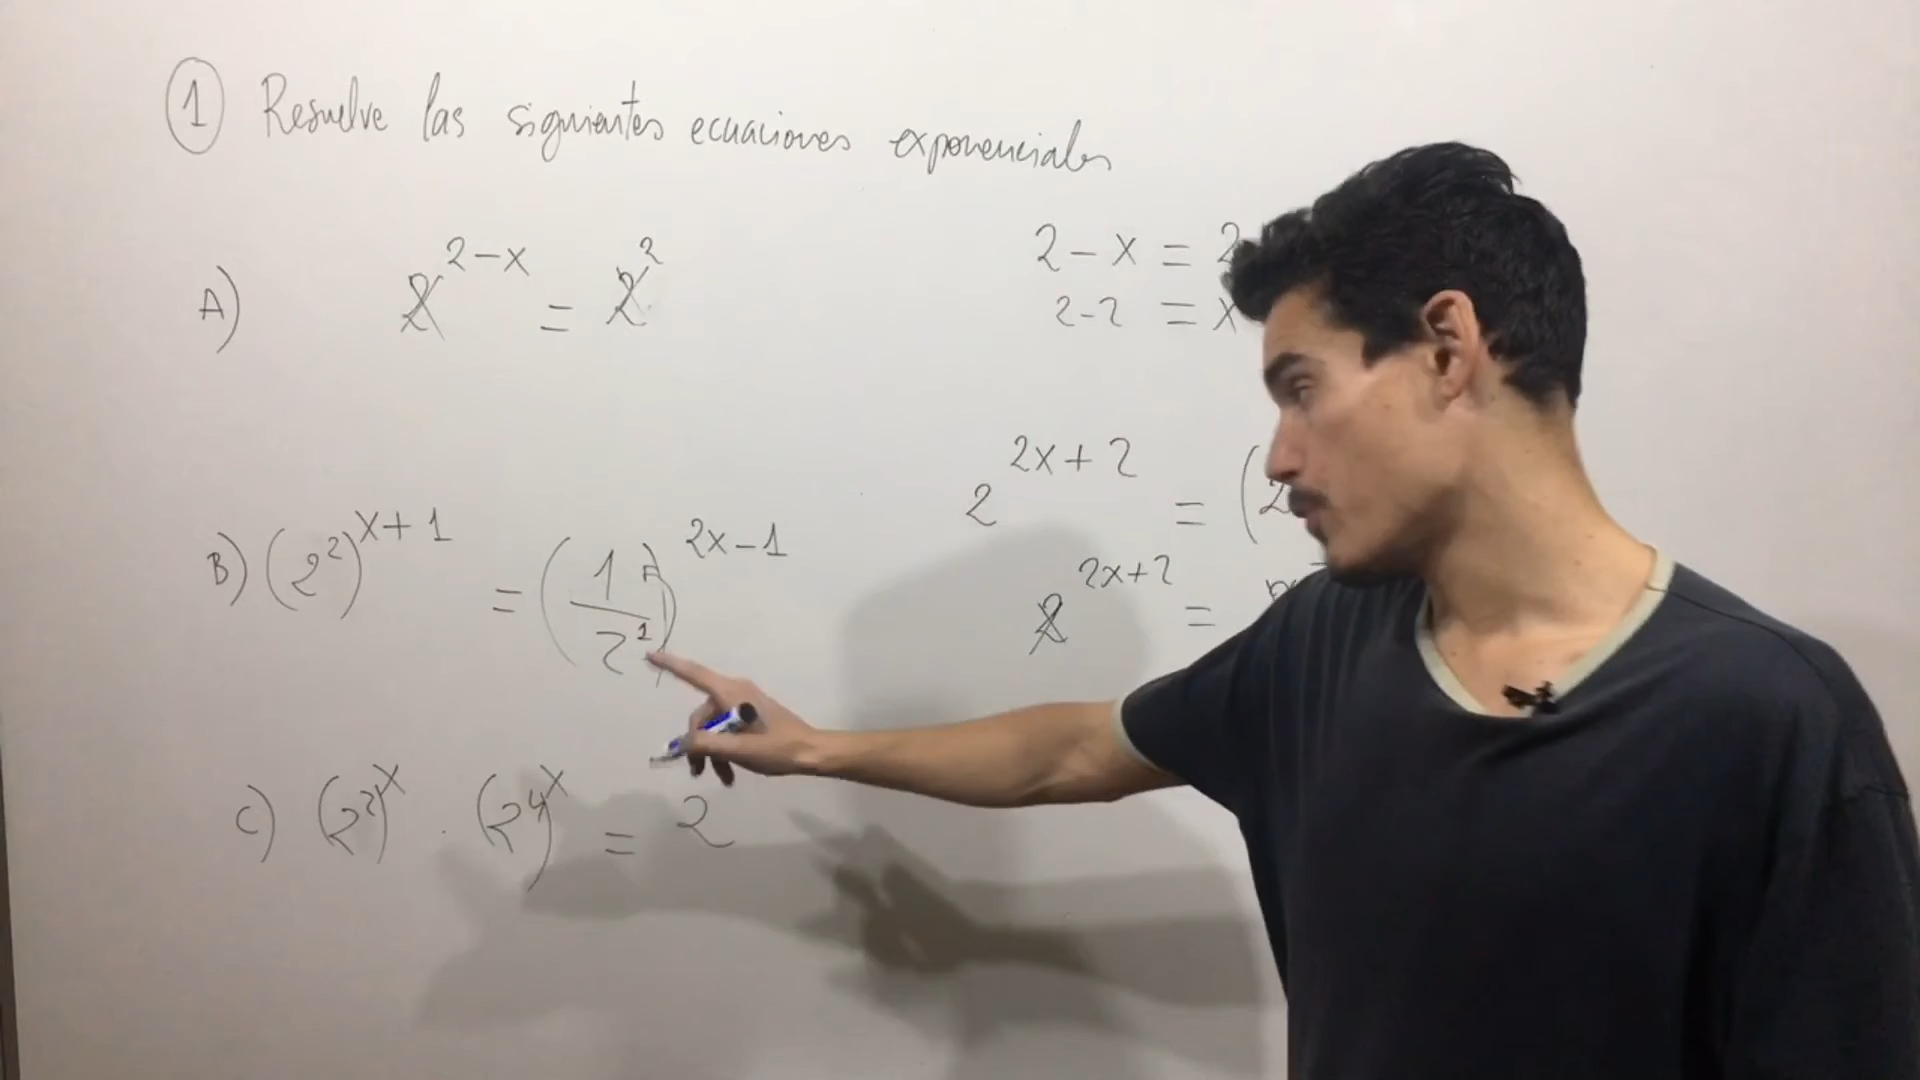 1 Resuelve las siguientes ecuaciones exponenciales
A) 2^(2-x) = 2^2
2 - x = 2
2-2 = x
B) (2^2)^(x+1) = (1/2^1)^(2x-1)
2^(2x+2) = (2
2^(2x+2) =
C) (2^2)^x · (2^4)^x = 2